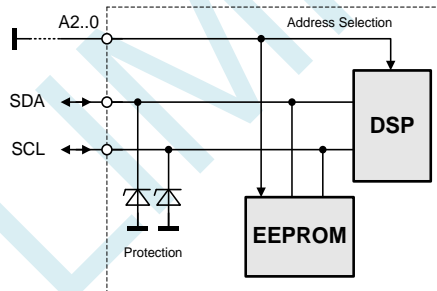 A2..0
Address Selection
SDA
DSP
SCL
EEPROM
Protection